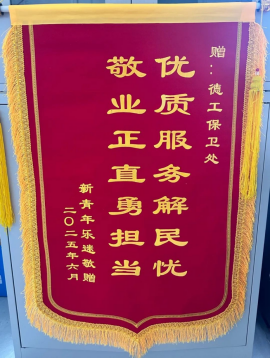 赠：德工保卫处
优质服务解民忧
敬业正直勇担当
新青年乐速敬赠
二〇二五年六月